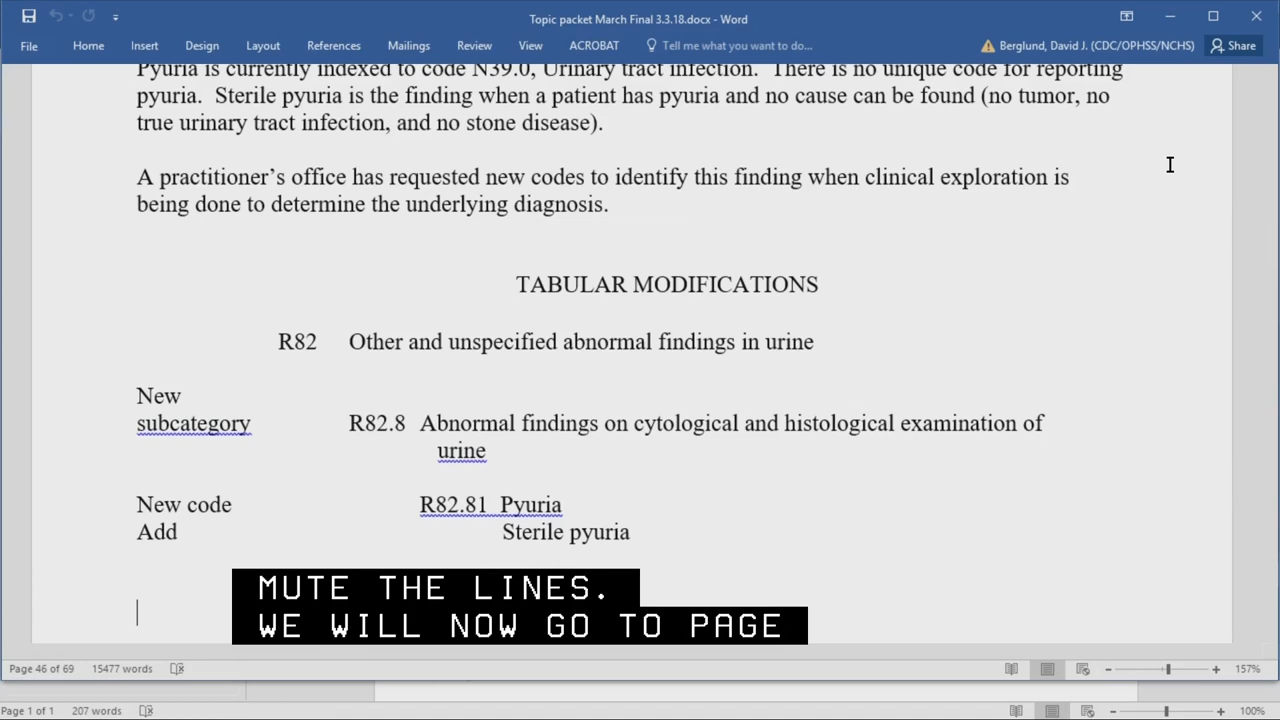 Topic packet March Final 3.3.18.docx - Word
File Home Insert Design Layout References Mailings Review View ACROBAT Tell me what you want to do... Berglund, David J. (CDC/OPHSS/NCHS) Share
Pyuria is currently indexed to code N39.0, Urinary tract infection. There is no unique code for reporting
pyuria. Sterile pyuria is the finding when a patient has pyuria and no cause can be found (no tumor, no
true urinary tract infection, and no stone disease).
A practitioner's office has requested new codes to identify this finding when clinical exploration is
being done to determine the underlying diagnosis.
TABULAR MODIFICATIONS
R82 Other and unspecified abnormal findings in urine
New
subcategory R82.8 Abnormal findings on cytological and histological examination of
urine
New code R82.81 Pyuria
Add Sterile pyuria
MUTE THE LINES.
WE WILL NOW GO TO PAGE
Page 46 of 69 15477 words 157%
Page 1 of 1 207 words 100%